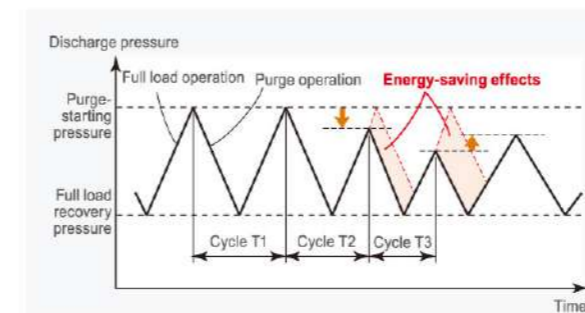 Discharge pressure
Full load operation
Purge operation
Energy-saving effects
Purge-
starting
pressure
Full load
recovery
pressure
Cycle T1
Cycle T2
Cycle T3
Time